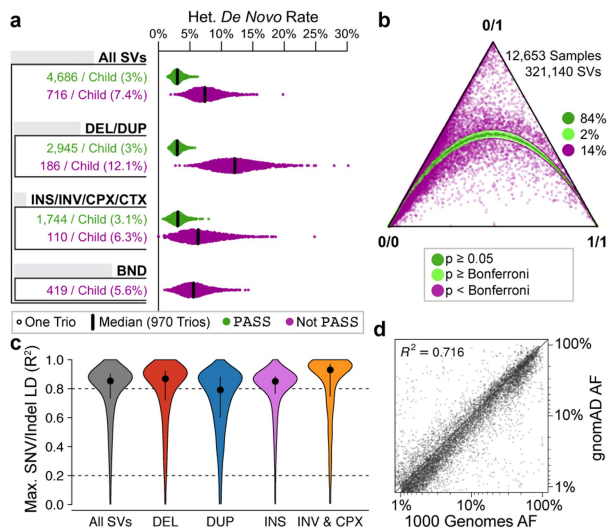 a
Het. De Novo Rate
0% 5% 10% 15% 20% 25% 30%
All SVs
4,686 / Child (3%)
716 / Child (7.4%)
DEL/DUP
2,945 / Child (3%)
186 / Child (12.1%)
INS/INV/CPX/CTX
1,744 / Child (3.1%)
110 / Child (6.3%)
BND
419 / Child (5.6%)
One Trio Median (970 Trios) PASS Not PASS
b
0/1
12,653 Samples
321,140 SVs
84%
2%
14%
0/0 1/1
p ≥ 0.05
p ≥ Bonferroni
p < Bonferroni
c
Max. SNV/Indel LD (R²)
1.0
0.8
0.6
0.4
0.2
0.0
All SVs DEL DUP INS INV & CPX
d
R² = 0.716
100%
10%
1%
gnomAD AF
1% 10% 100%
1000 Genomes AF